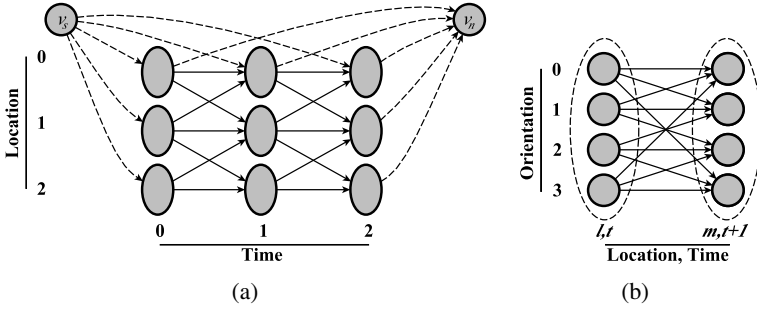 v_s
v_n
Location
0
1
2
0
1
2
Time
(a)
Orientation
0
1
2
3
l,t
m,t+1
Location, Time
(b)